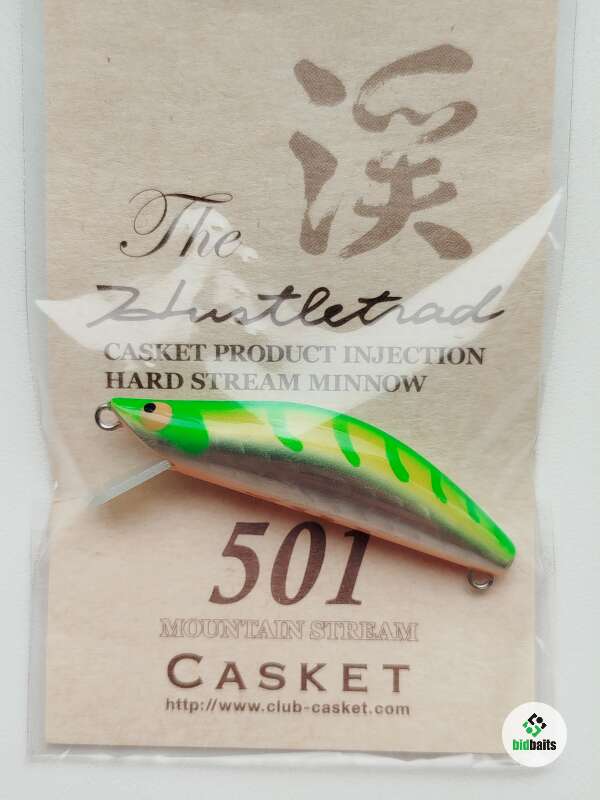 渓
The
Hustletrad
CASKET PRODUCT INJECTION
HARD STREAM MINNOW
501
MOUNTAIN STREAM
CASKET
http://www.club-casket.com
bidbaits